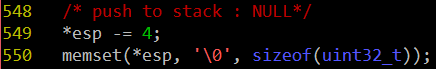 548 /* push to stack : NULL*/
549 *esp -= 4;
550 memset(*esp, '\0', sizeof(uint32_t));